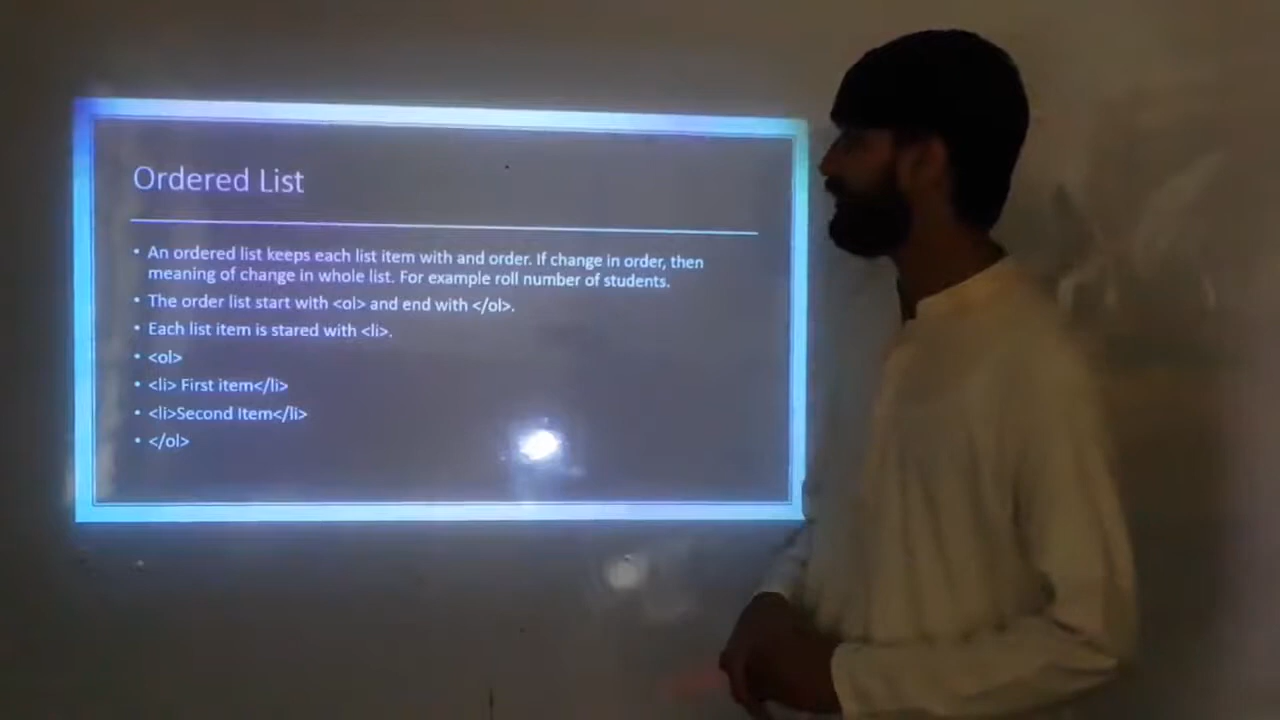 Ordered List
• An ordered list keeps each list item with and order. If change in order, then
meaning of change in whole list. For example roll number of students.
• The order list start with <ol> and end with </ol>.
• Each list item is stared with <li>.
• <ol>
• <li> First item</li>
• <li>Second Item</li>
• </ol>